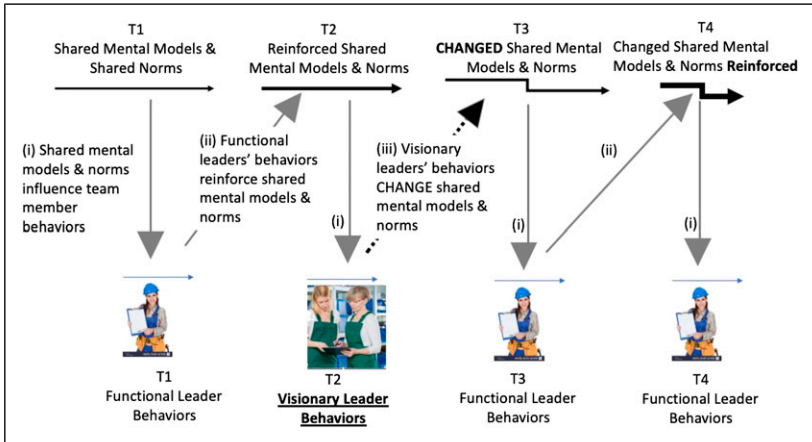 T1
Shared Mental Models &
Shared Norms
T2
Reinforced Shared
Mental Models & Norms
T3
CHANGED Shared Mental
Models & Norms
T4
Changed Shared Mental
Models & Norms Reinforced
(i) Shared mental
models & norms
influence team
member
behaviors
(ii) Functional
leaders’ behaviors
reinforce shared
mental models &
norms
(i)
(iii) Visionary
leaders’ behaviors
CHANGE shared
mental models &
norms
(i)
(ii)
(i)
T1
Functional Leader
Behaviors
T2
Visionary Leader
Behaviors
T3
Functional Leader
Behaviors
T4
Functional Leader
Behaviors